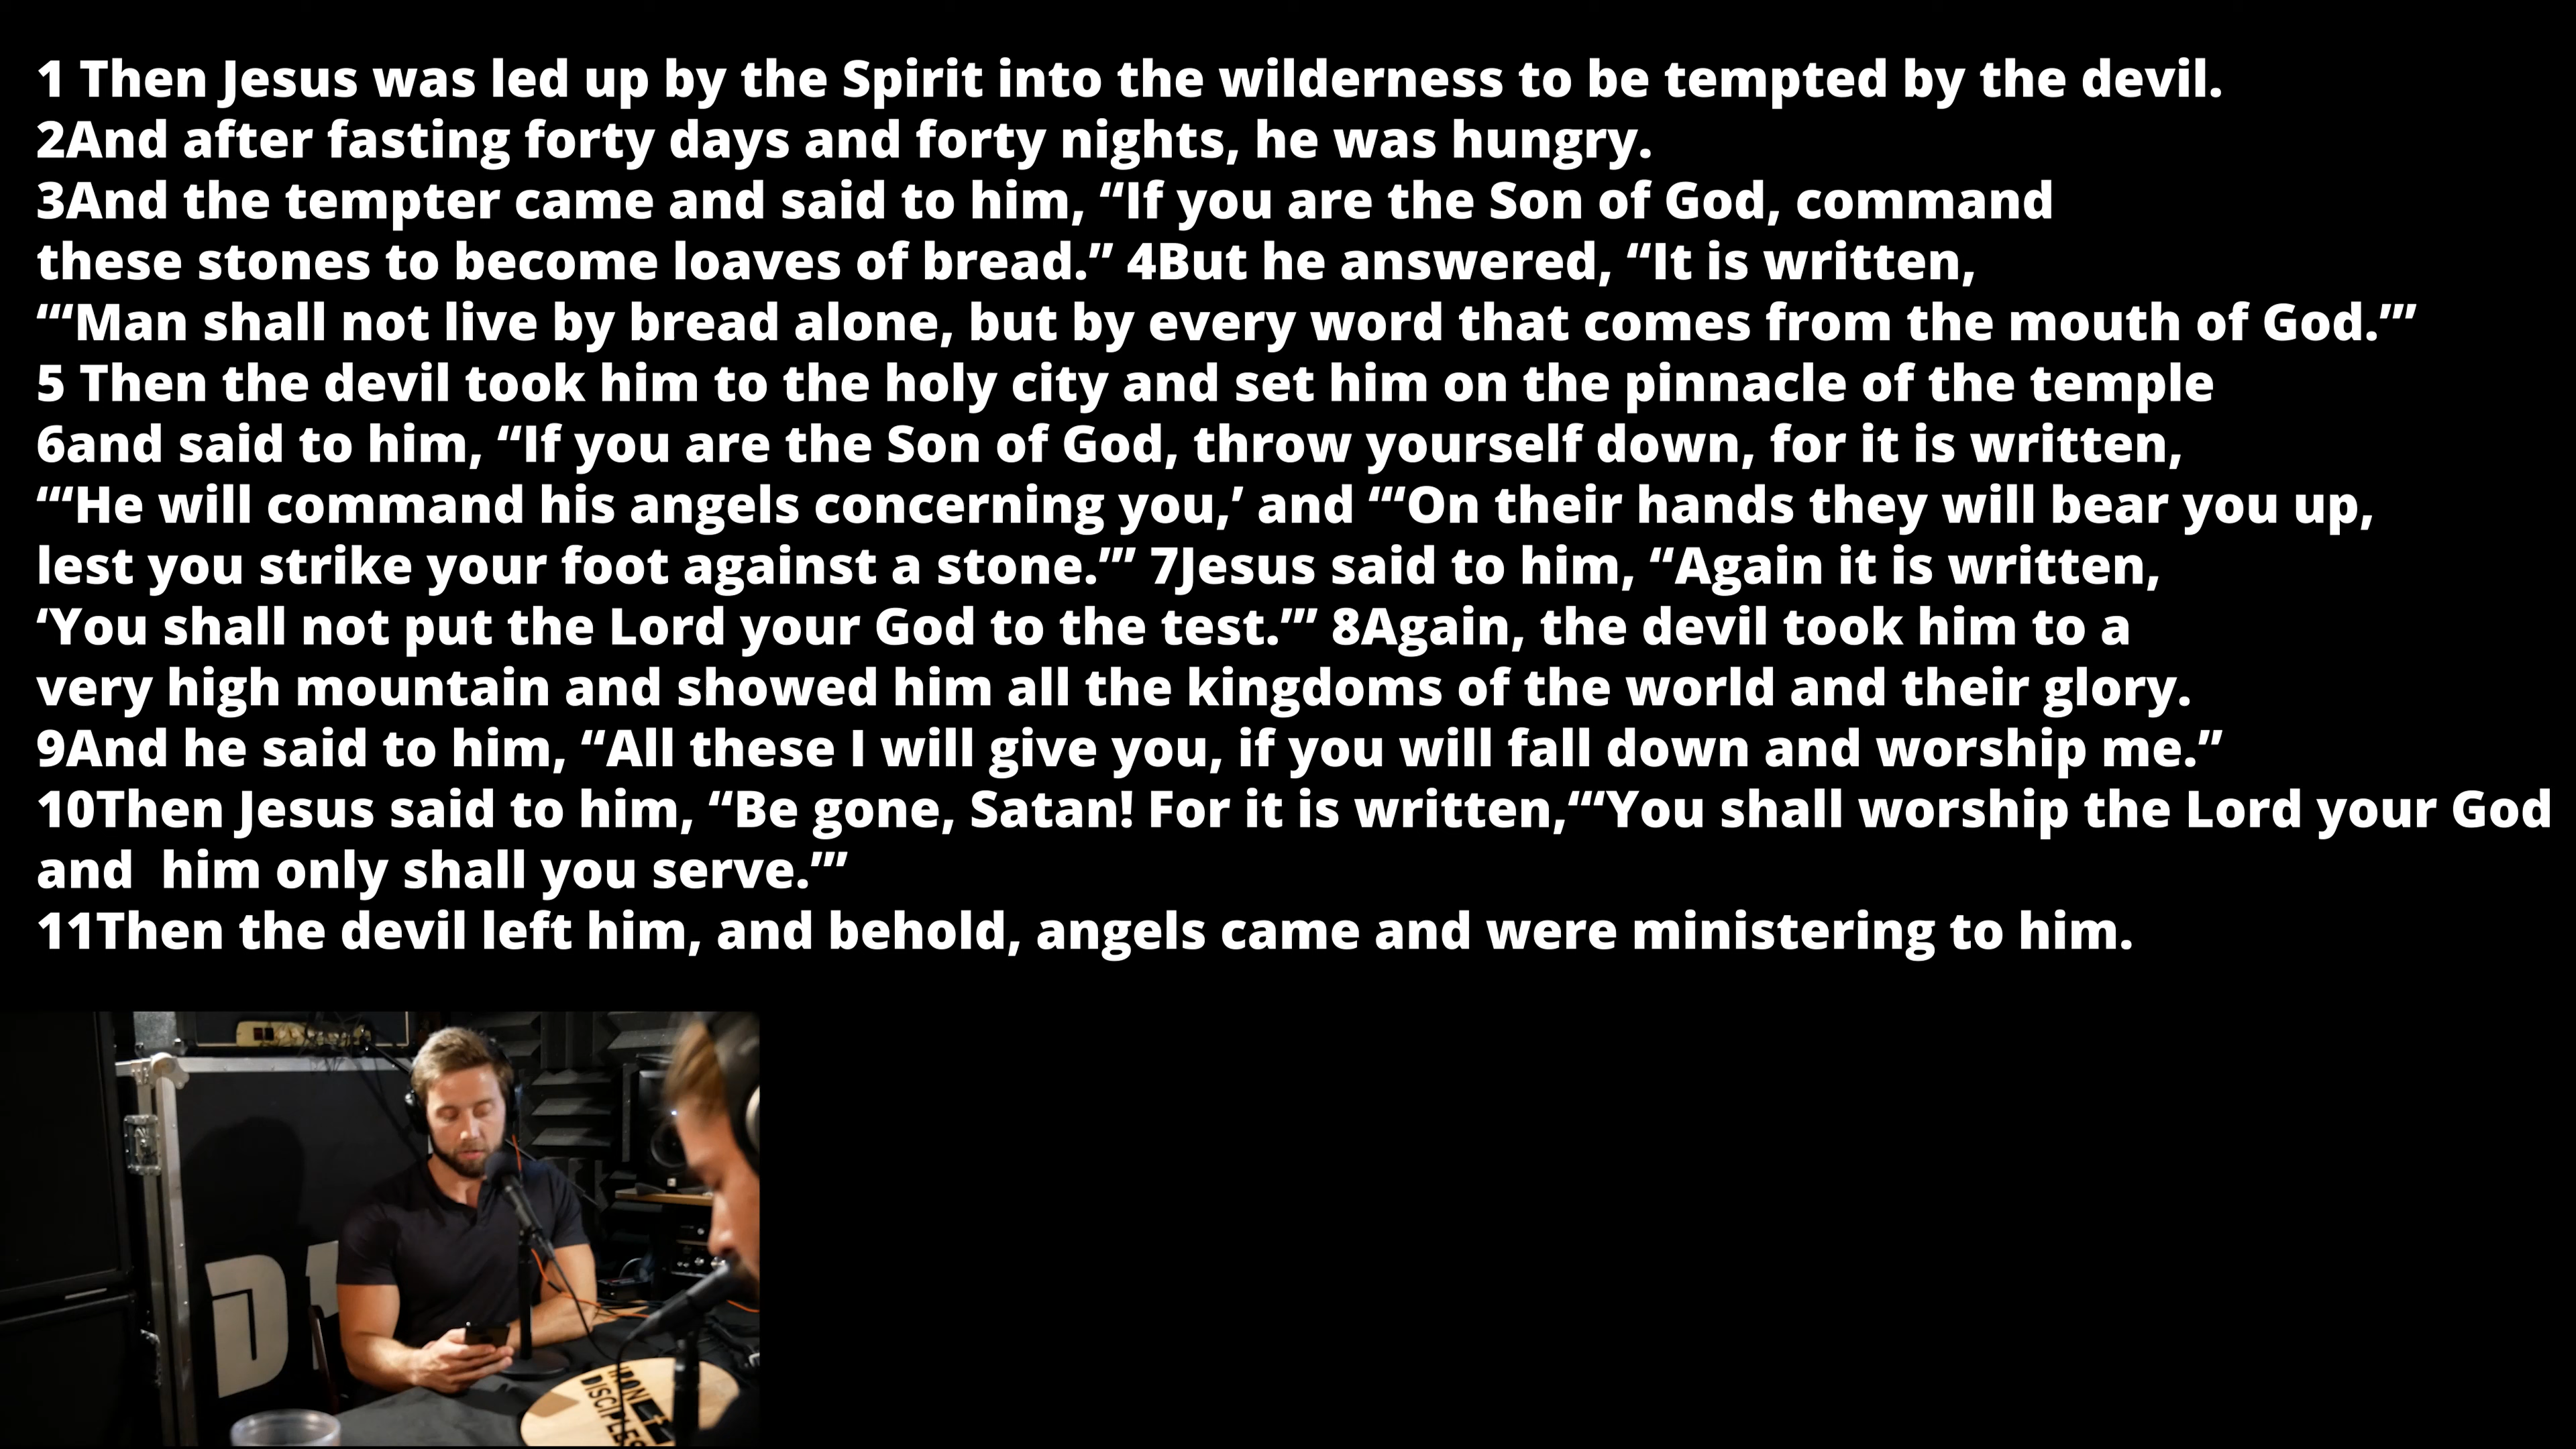 1 Then Jesus was led up by the Spirit into the wilderness to be tempted by the devil.
2And after fasting forty days and forty nights, he was hungry.
3And the tempter came and said to him, “If you are the Son of God, command
these stones to become loaves of bread.” 4But he answered, “It is written,
“‘Man shall not live by bread alone, but by every word that comes from the mouth of God.’”
5 Then the devil took him to the holy city and set him on the pinnacle of the temple
6and said to him, “If you are the Son of God, throw yourself down, for it is written,
“‘He will command his angels concerning you,’ and “‘On their hands they will bear you up,
lest you strike your foot against a stone.’” 7Jesus said to him, “Again it is written,
‘You shall not put the Lord your God to the test.’” 8Again, the devil took him to a
very high mountain and showed him all the kingdoms of the world and their glory.
9And he said to him, “All these I will give you, if you will fall down and worship me.”
10Then Jesus said to him, “Be gone, Satan! For it is written,“‘You shall worship the Lord your God
and  him only shall you serve.’”
11Then the devil left him, and behold, angels came and were ministering to him.
IRON
DISCIPLES